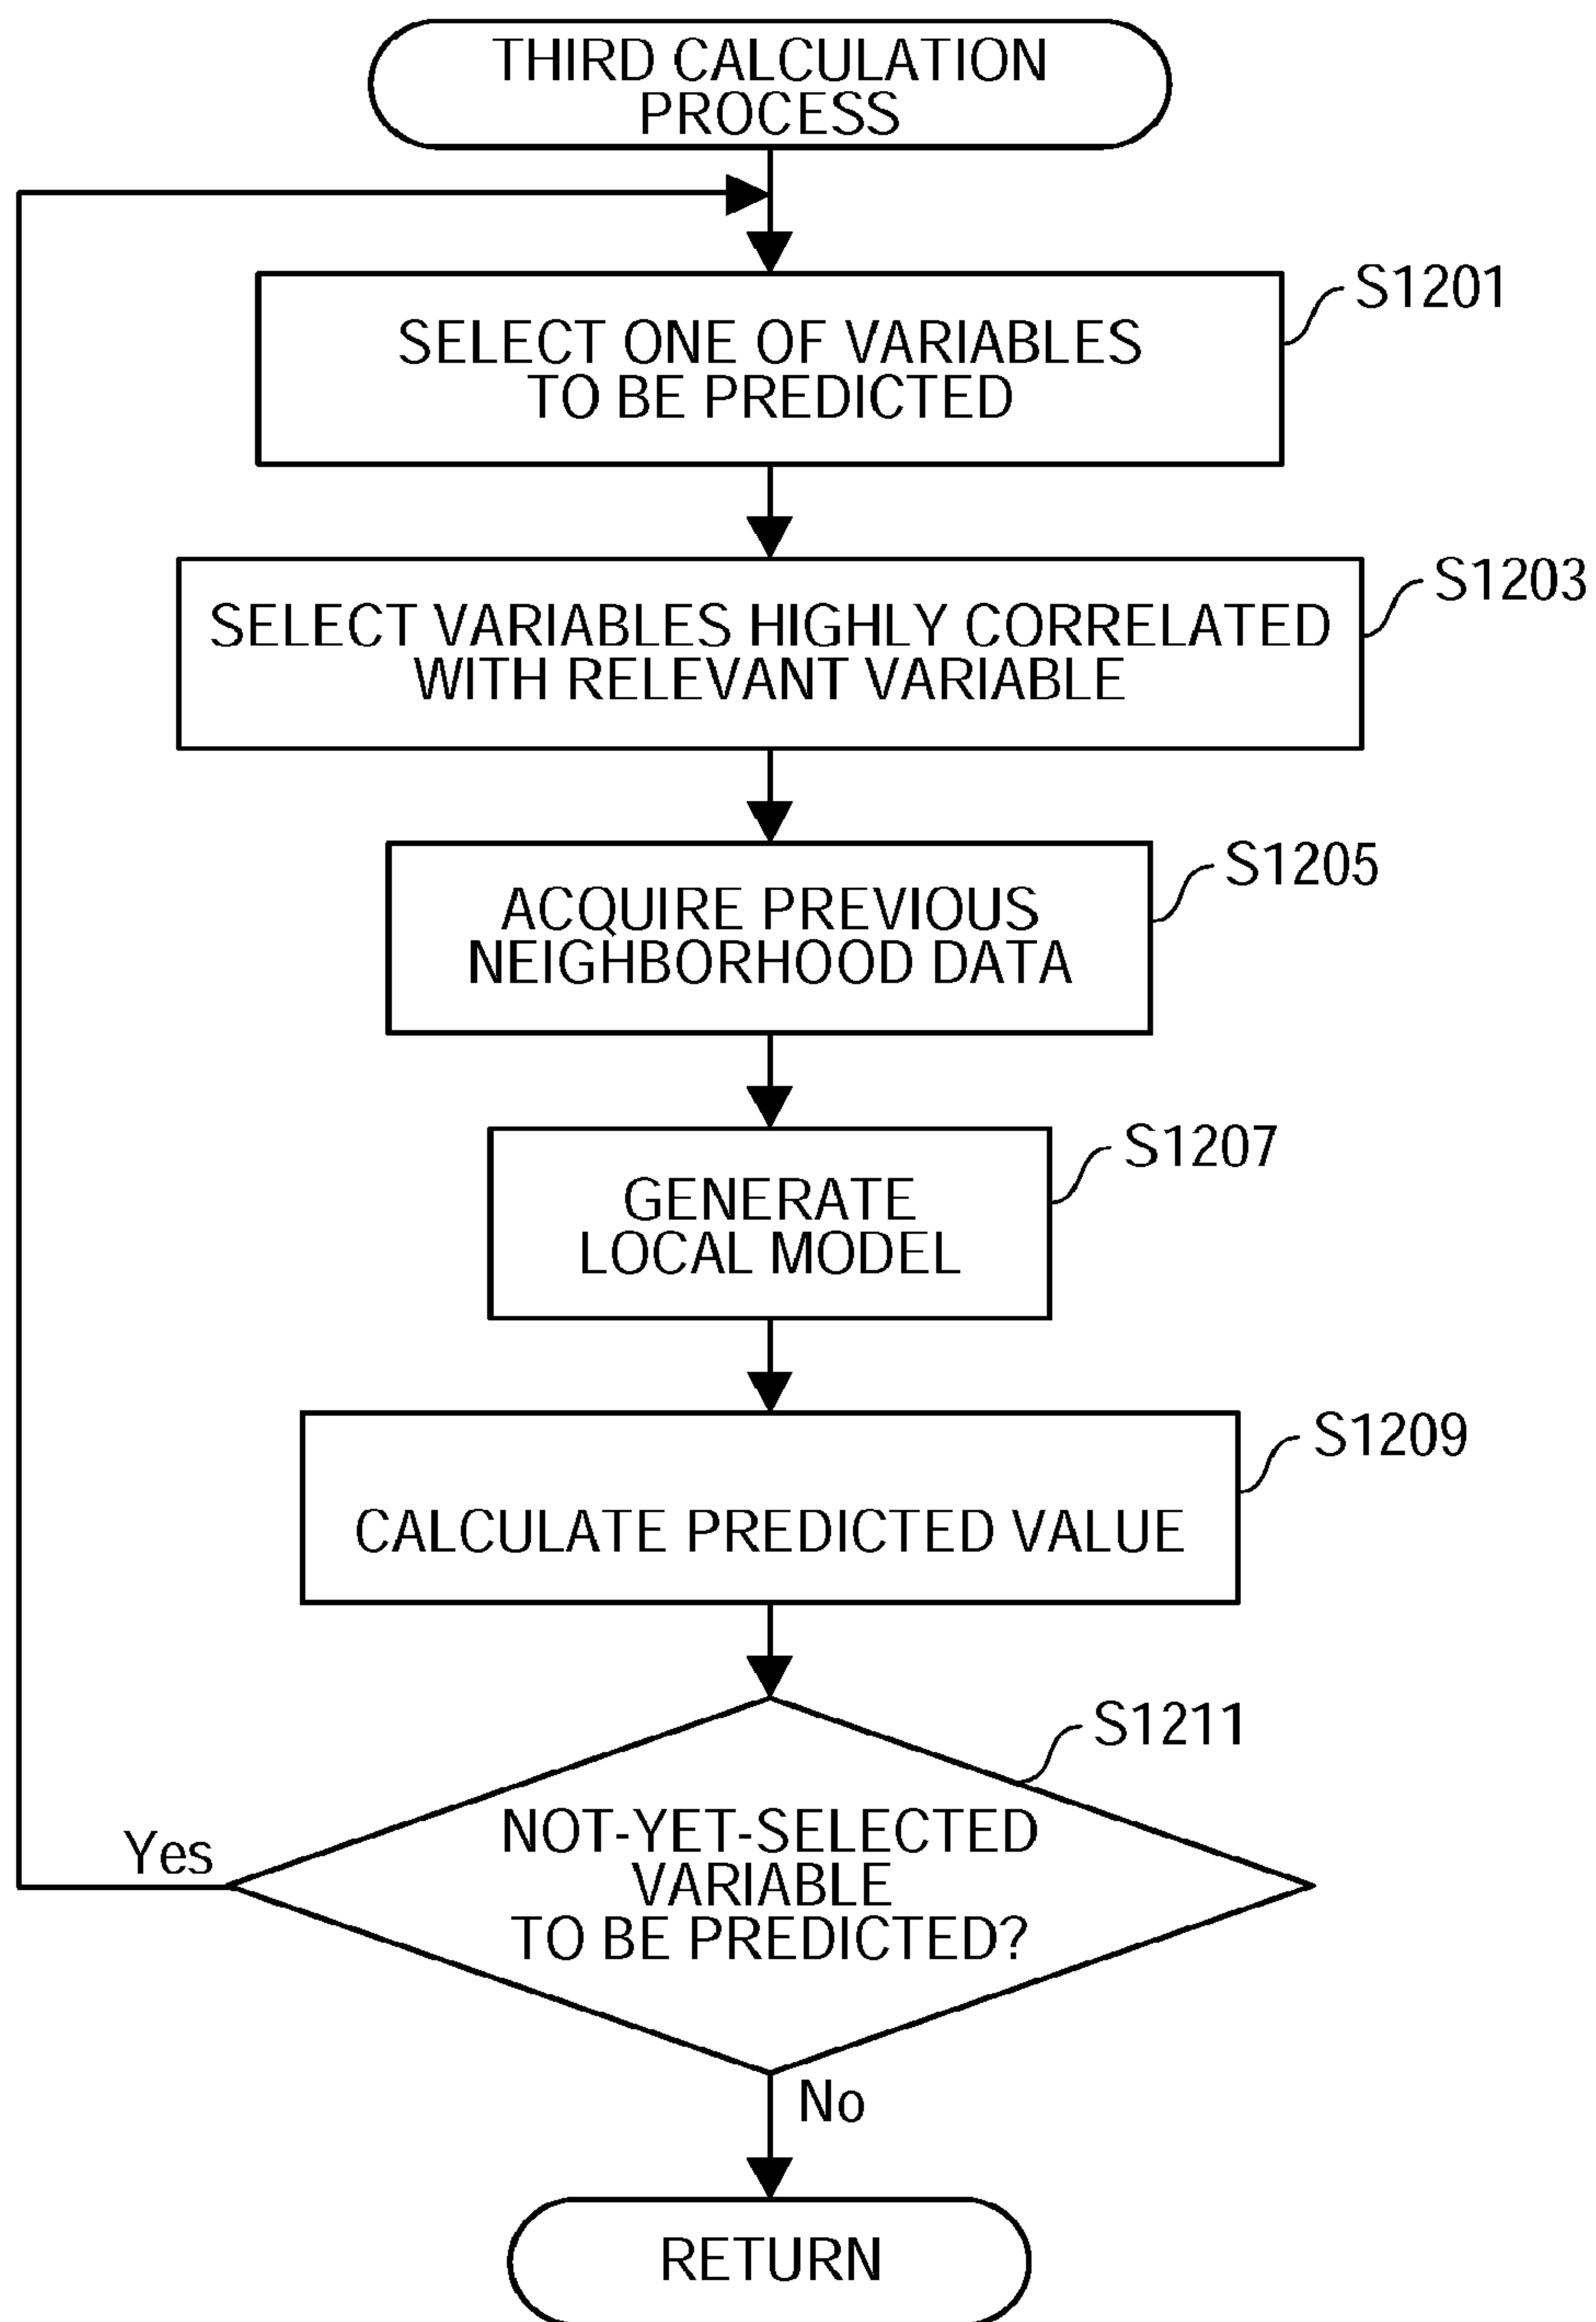 THIRD CALCULATION
PROCESS
S1201
SELECT ONE OF VARIABLES
TO BE PREDICTED
S1203
SELECT VARIABLES HIGHLY CORRELATED
WITH RELEVANT VARIABLE
S1205
ACQUIRE PREVIOUS
NEIGHBORHOOD DATA
S1207
GENERATE
LOCAL MODEL
S1209
CALCULATE PREDICTED VALUE
S1211
NOT-YET-SELECTED
VARIABLE
TO BE PREDICTED?
Yes
No
RETURN